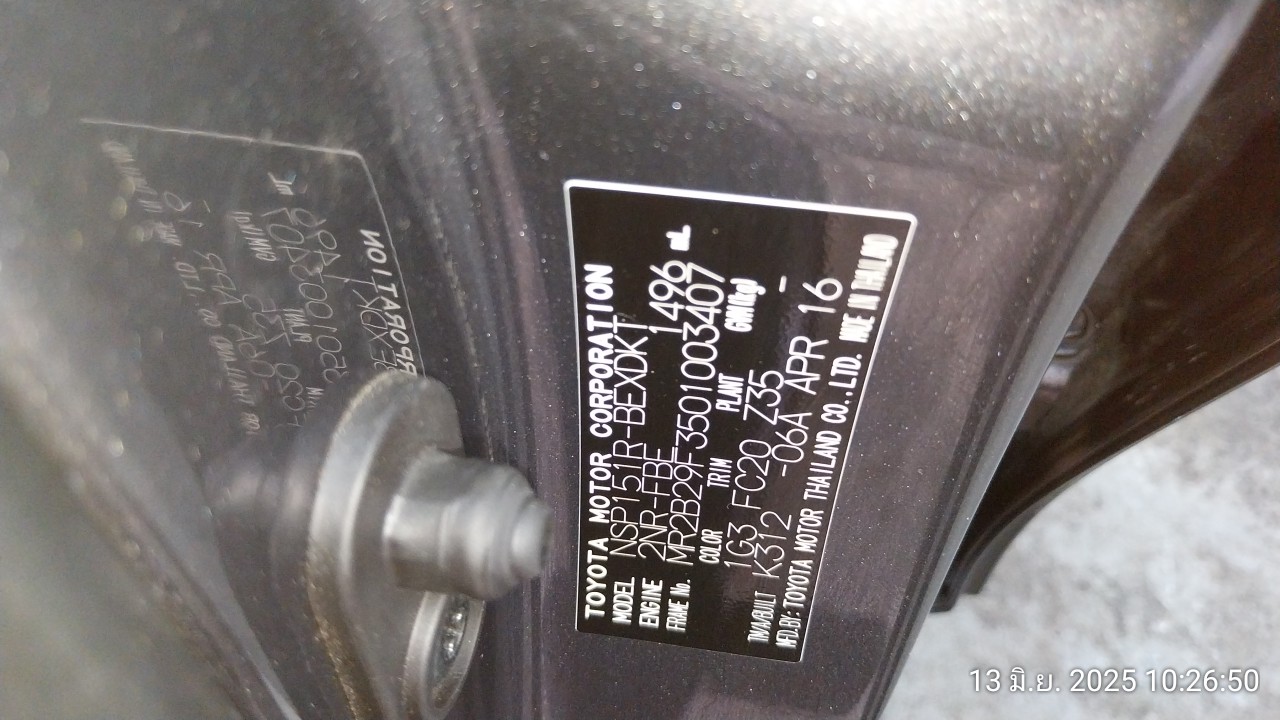 TOYOTA MOTOR CORPORATION
MODEL NSP151R-BEXDKT
ENGINE 2NR-FBE 1496 mL
FRAME No. MR2B29F3501003407
COLOR TRIM PLANT GVM(kg)
1G3 FC20 Z35 -
T/A/A/BUILT K312 -06A APR 16
MFD.BY:TOYOTA MOTOR THAILAND CO.,LTD. MADE IN THAILAND
13 มิ.ย. 2025 10:26:50